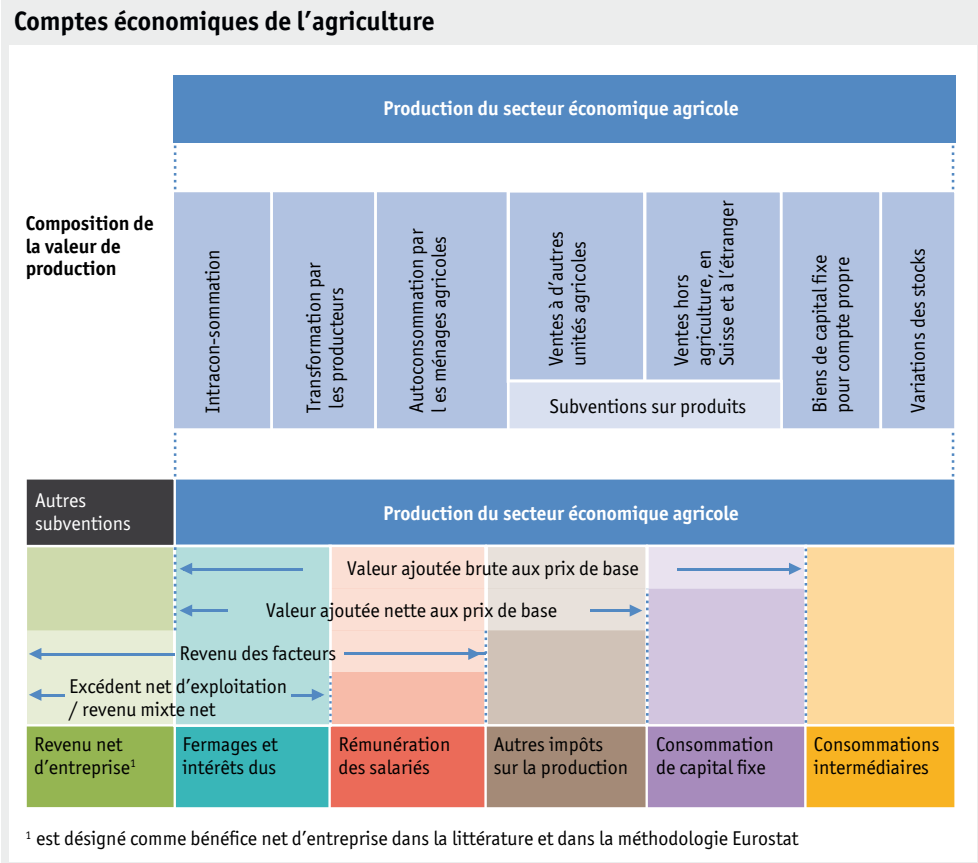 Comptes économiques de l'agriculture
Production du secteur économique agricole
Composition de
la valeur de
production
Intracon-sommation
Transformation par
les producteurs
Autoconsommation par
l es ménages agricoles
Ventes à d'autres
unités agricoles
Ventes hors
agriculture, en
Suisse et à l'étranger
Subventions sur produits
Biens de capital fixe
pour compte propre
Variations des stocks
Autres
subventions
Production du secteur économique agricole
Valeur ajoutée brute aux prix de base
Valeur ajoutée nette aux prix de base
Revenu des facteurs
Excédent net d'exploitation
/ revenu mixte net
Revenu net
d'entreprise¹
Fermages et
intérêts dus
Rémunération
des salariés
Autres impôts
sur la production
Consommation
de capital fixe
Consommations
intermédiaires
¹ est désigné comme bénéfice net d'entreprise dans la littérature et dans la méthodologie Eurostat